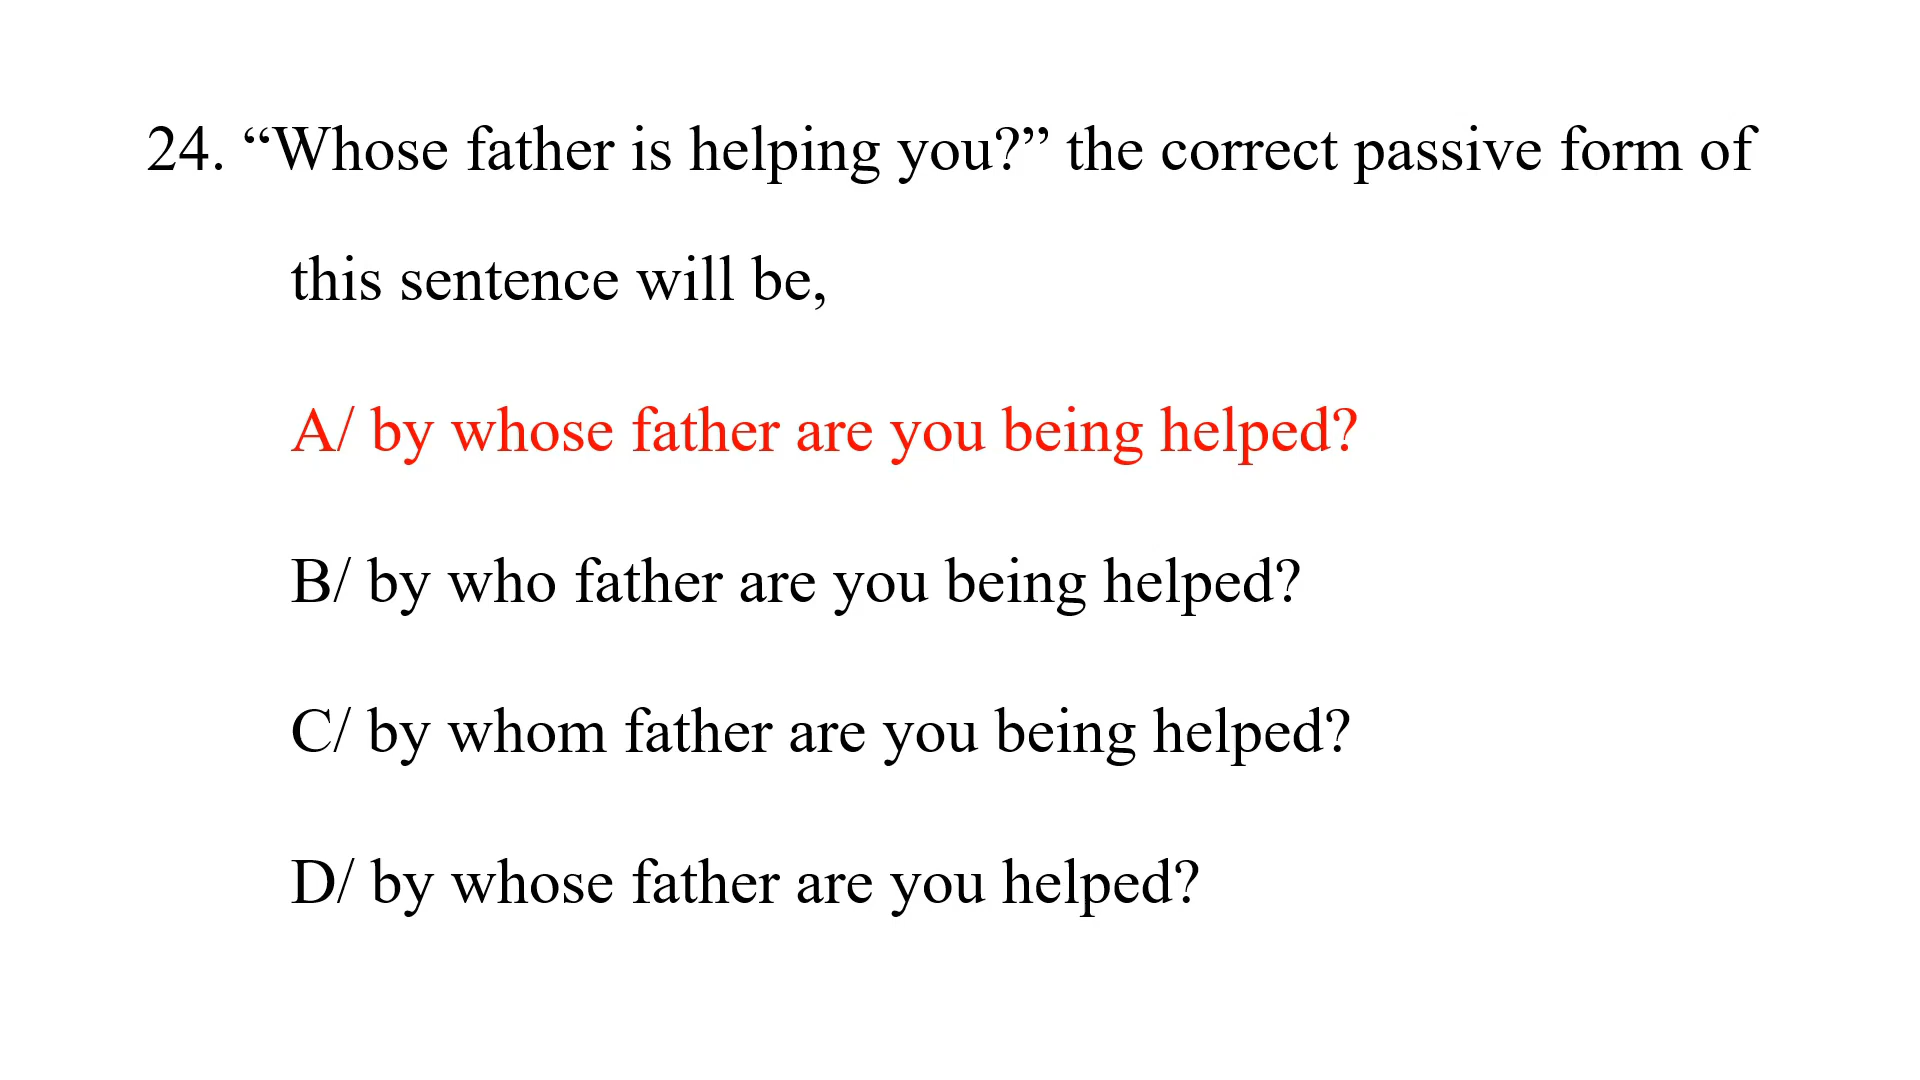 24. “Whose father is helping you?” the correct passive form of
this sentence will be,
A/ by whose father are you being helped?
B/ by who father are you being helped?
C/ by whom father are you being helped?
D/ by whose father are you helped?